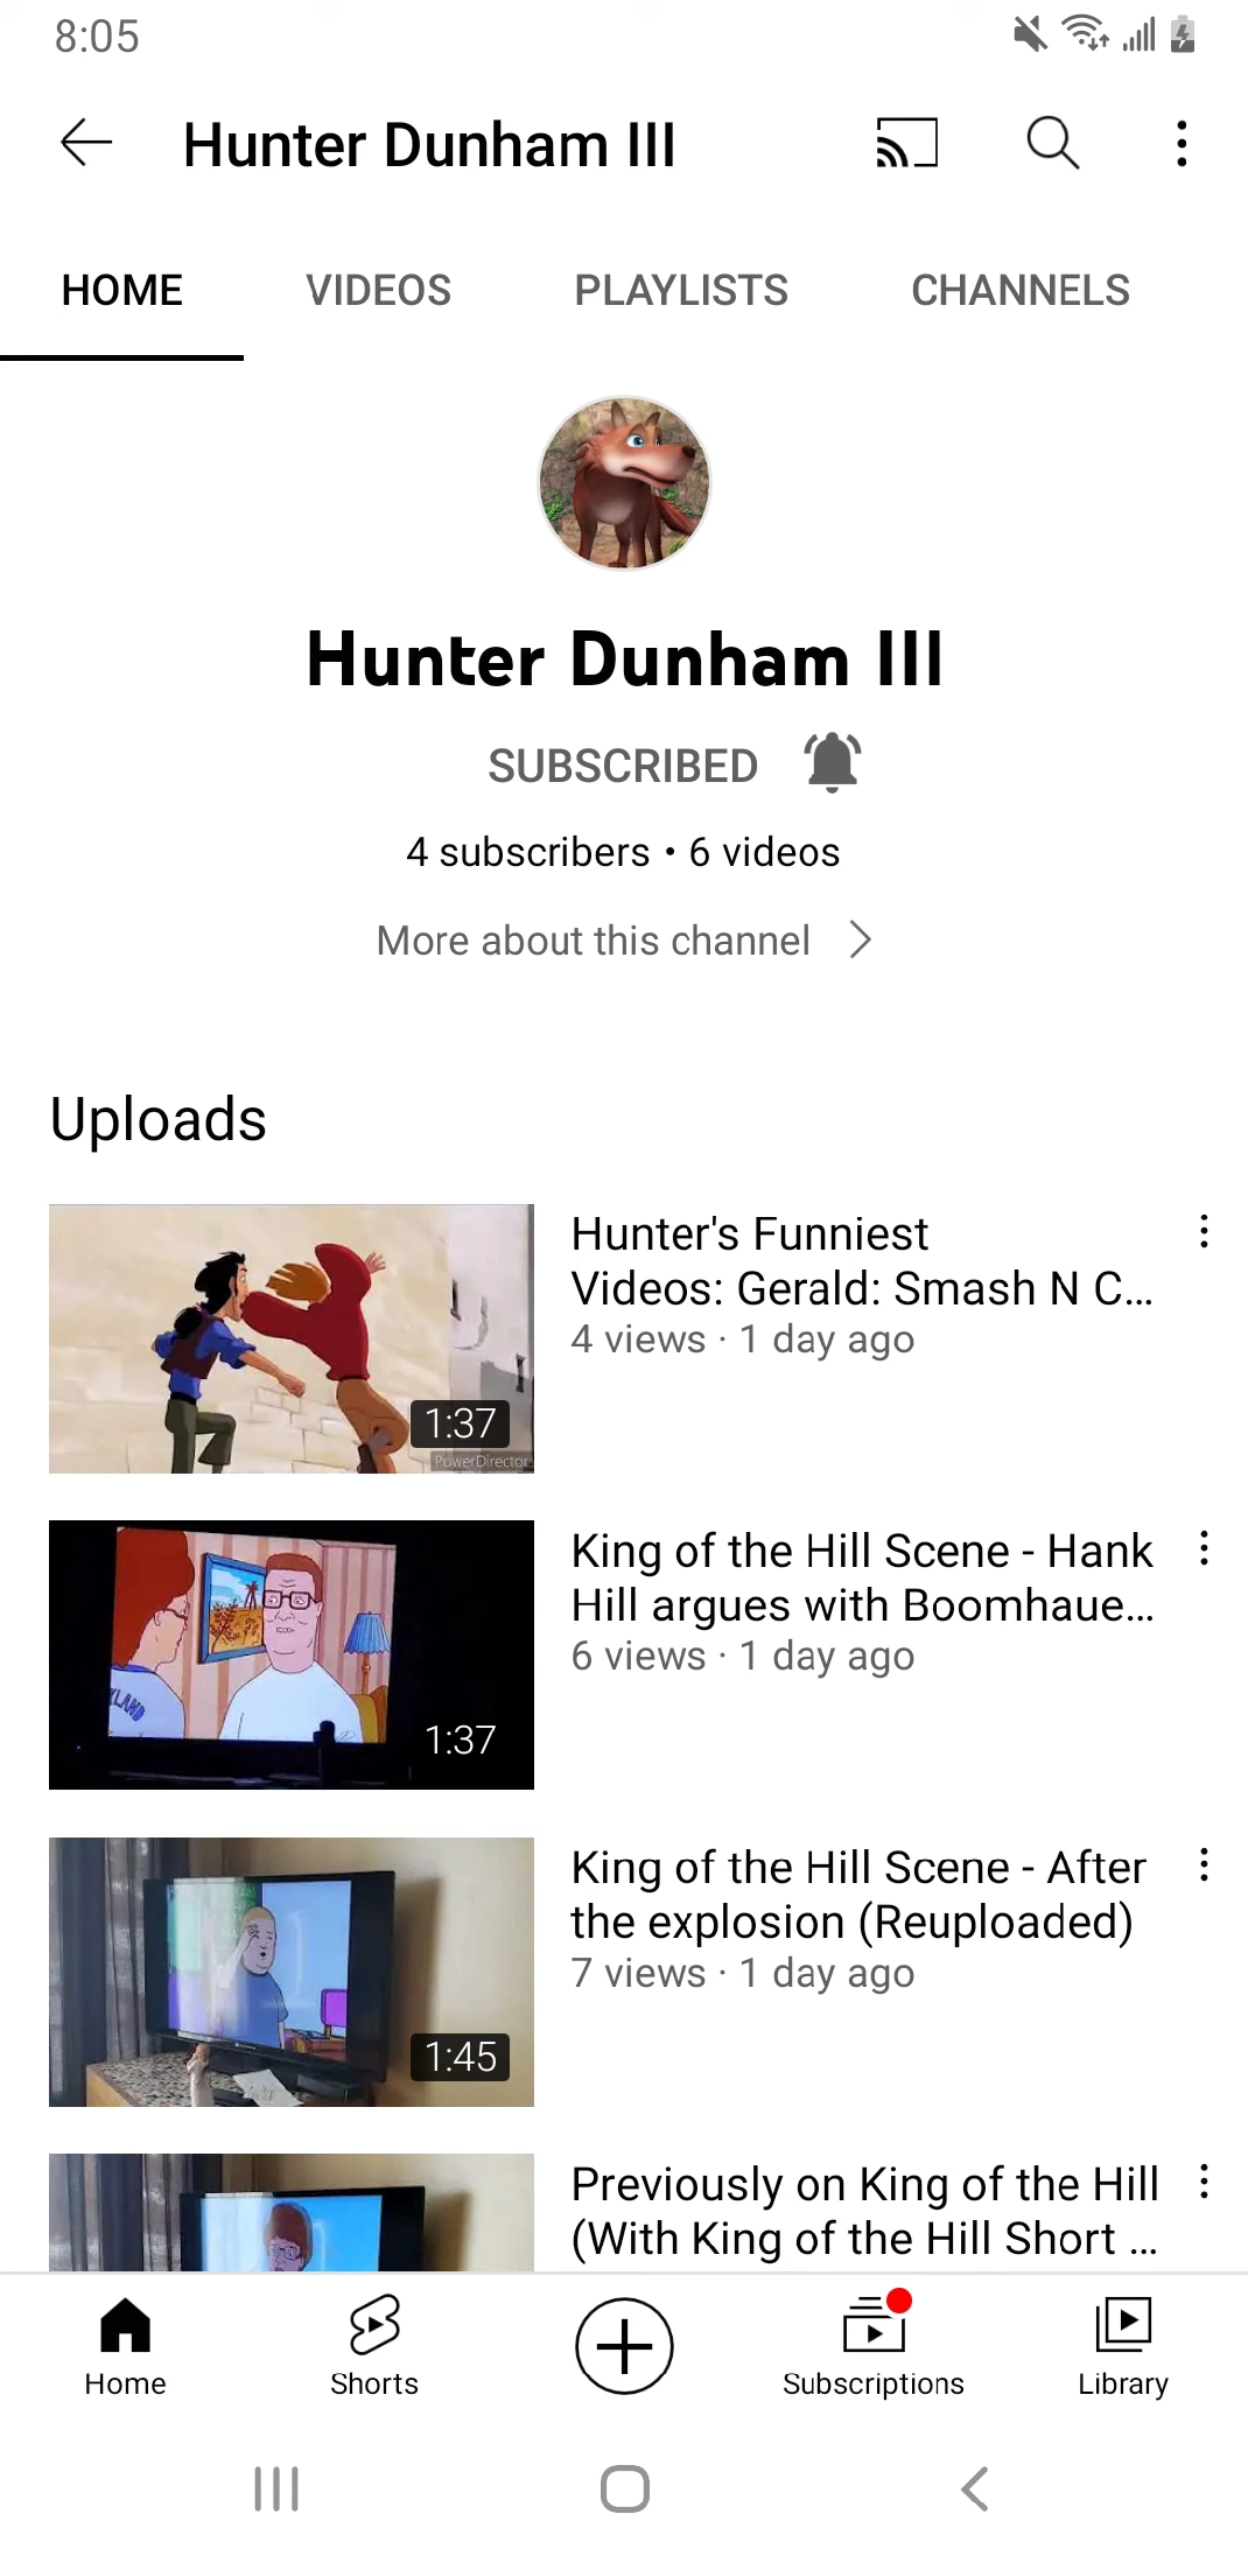 8:05
Hunter Dunham III
HOME VIDEOS PLAYLISTS CHANNELS
Hunter Dunham III
SUBSCRIBED
4 subscribers • 6 videos
More about this channel
Uploads
Hunter's Funniest
Videos: Gerald: Smash N C...
4 views · 1 day ago
1:37
PowerDirector
King of the Hill Scene - Hank
Hill argues with Boomhaue...
6 views · 1 day ago
LAND
1:37
King of the Hill Scene - After
the explosion (Reuploaded)
7 views · 1 day ago
1:45
Previously on King of the Hill
(With King of the Hill Short ...
Home Shorts Subscriptions Library